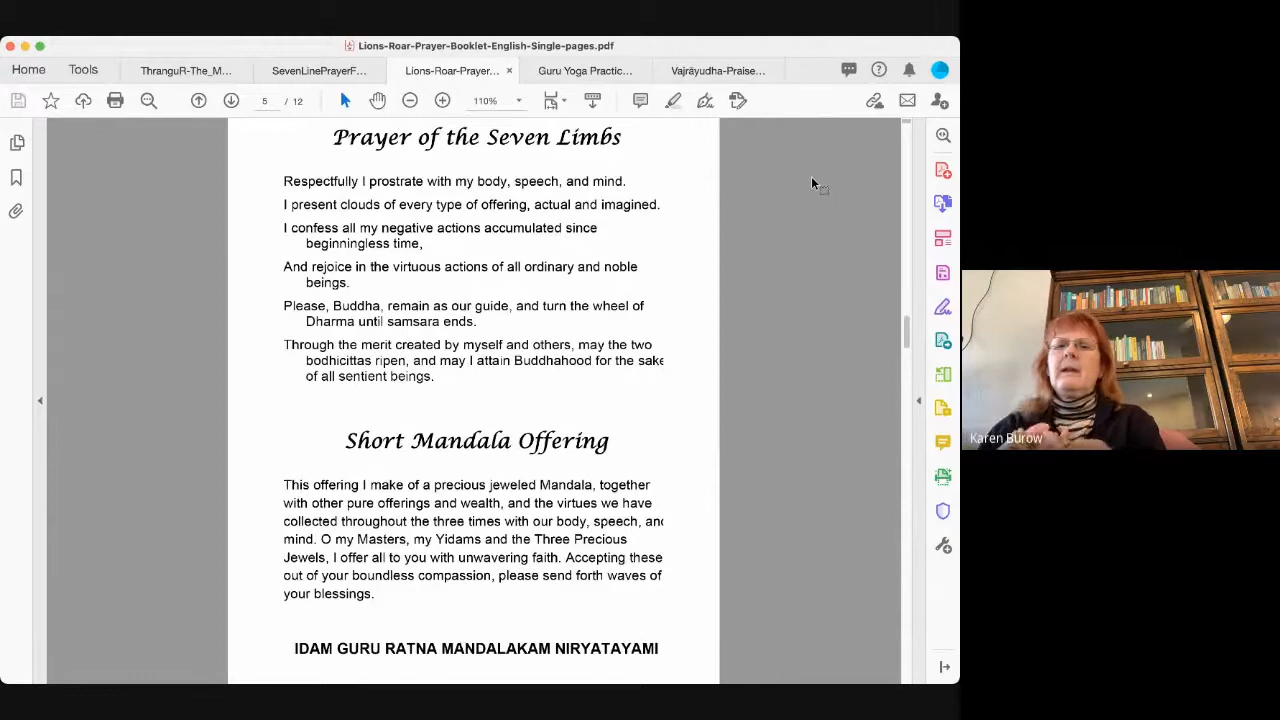 Lions-Roar-Prayer-Booklet-English-Single-pages.pdf
Home Tools ThranguR-The_M... SevenLinePrayerF... Lions-Roar-Prayer... Guru Yoga Practic... Vajrāyudha-Praise...
5 / 12 110%
Prayer of the Seven Limbs
Respectfully I prostrate with my body, speech, and mind.
I present clouds of every type of offering, actual and imagined.
I confess all my negative actions accumulated since
beginningless time,
And rejoice in the virtuous actions of all ordinary and noble
beings.
Please, Buddha, remain as our guide, and turn the wheel of
Dharma until samsara ends.
Through the merit created by myself and others, may the two
bodhicittas ripen, and may I attain Buddhahood for the sake
of all sentient beings.
Short Mandala Offering
This offering I make of a precious jeweled Mandala, together
with other pure offerings and wealth, and the virtues we have
collected throughout the three times with our body, speech, and
mind. O my Masters, my Yidams and the Three Precious
Jewels, I offer all to you with unwavering faith. Accepting these
out of your boundless compassion, please send forth waves of
your blessings.
IDAM GURU RATNA MANDALAKAM NIRYATAYAMI
Karen Burow